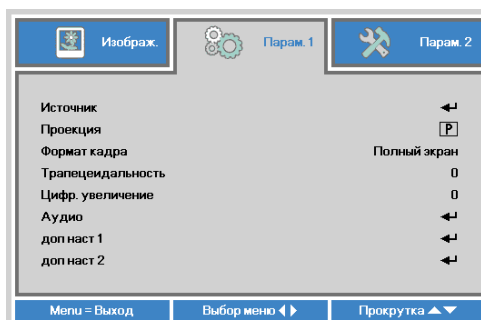 Изображ. Парам. 1 Парам. 2
Источник
Проекция P
Формат кадра Полный экран
Трапецеидальность 0
Цифр. увеличение 0
Аудио
доп наст 1
доп наст 2
Menu = Выход Выбор меню Прокрутка